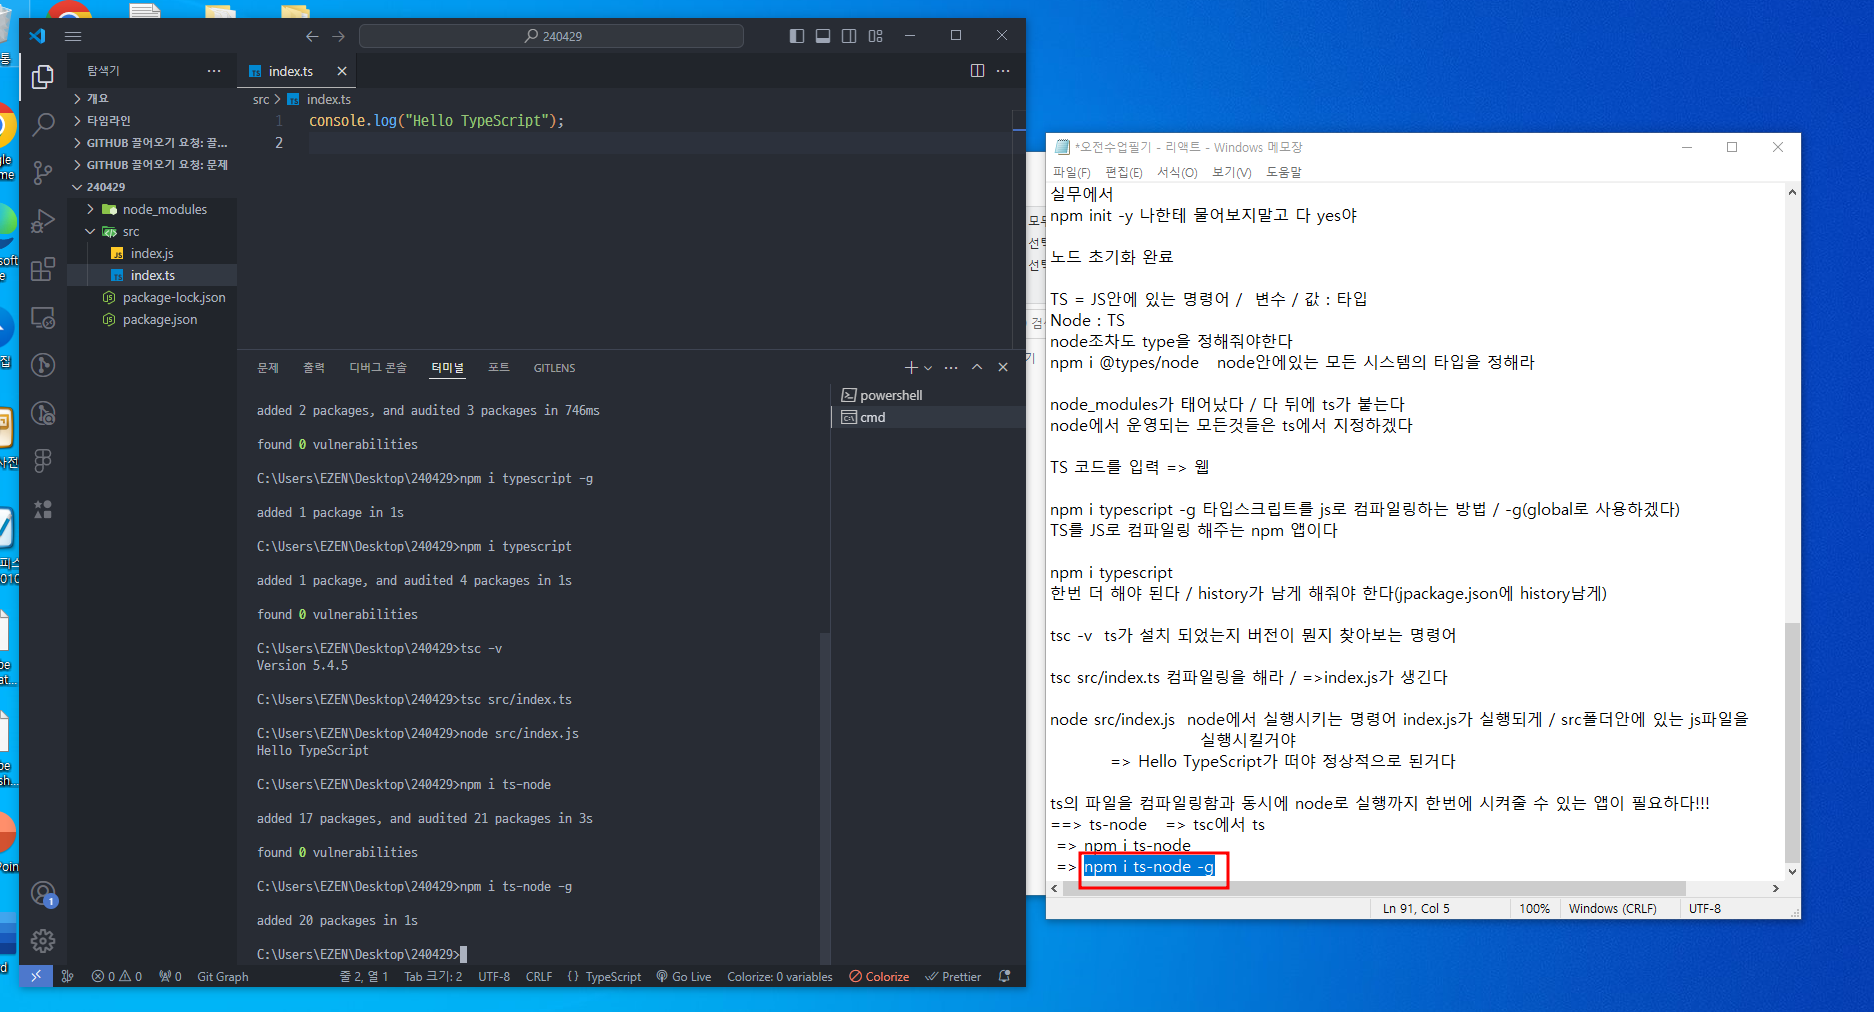 240429
탐색기
개요
타임라인
GITHUB 끌어오기 요청: 끌...
GITHUB 끌어오기 요청: 문제
240429
node_modules
src
index.js
index.ts
package-lock.json
package.json
index.ts
src > index.ts
1 console.log("Hello TypeScript");
2
문제 출력 디버그 콘솔 터미널 포트 GITLENS
powershell
cmd
added 2 packages, and audited 3 packages in 746ms
found 0 vulnerabilities
C:\Users\EZEN\Desktop\240429>npm i typescript -g
added 1 package in 1s
C:\Users\EZEN\Desktop\240429>npm i typescript
added 1 package, and audited 4 packages in 1s
found 0 vulnerabilities
C:\Users\EZEN\Desktop\240429>tsc -v
Version 5.4.5
C:\Users\EZEN\Desktop\240429>tsc src/index.ts
C:\Users\EZEN\Desktop\240429>node src/index.js
Hello TypeScript
C:\Users\EZEN\Desktop\240429>npm i ts-node
added 17 packages, and audited 21 packages in 3s
found 0 vulnerabilities
C:\Users\EZEN\Desktop\240429>npm i ts-node -g
added 20 packages in 1s
C:\Users\EZEN\Desktop\240429>
1
0 0 0 Git Graph 줄 2, 열 1 Tab 크기: 2 UTF-8 CRLF {} TypeScript Go Live Colorize: 0 variables Colorize Prettier
*오전수업필기 - 리액트 - Windows 메모장
파일(F) 편집(E) 서식(O) 보기(V) 도움말
실무에서
npm init -y 나한테 물어보지말고 다 yes야
노드 초기화 완료
TS = JS안에 있는 명령어 / 변수 / 값 : 타입
Node : TS
node조차도 type을 정해줘야한다
npm i @types/node node안에있는 모든 시스템의 타입을 정해라
node_modules가 태어났다 / 다 뒤에 ts가 붙는다
node에서 운영되는 모든것들은 ts에서 지정하겠다
TS 코드를 입력 => 웹
npm i typescript -g 타입스크립트를 js로 컴파일링하는 방법 / -g(global로 사용하겠다)
TS를 JS로 컴파일링 해주는 npm 앱이다
npm i typescript
한번 더 해야 된다 / history가 남게 해줘야 한다(jpackage.json에 history남게)
tsc -v ts가 설치 되었는지 버전이 뭔지 찾아보는 명령어
tsc src/index.ts 컴파일링을 해라 / =>index.js가 생긴다
node src/index.js node에서 실행시키는 명령어 index.js가 실행되게 / src폴더안에 있는 js파일을
실행시킬거야
=> Hello TypeScript가 떠야 정상적으로 된거다
ts의 파일을 컴파일링함과 동시에 node로 실행까지 한번에 시켜줄 수 있는 앱이 필요하다!!!
==> ts-node => tsc에서 ts
=> npm i ts-node
=> npm i ts-node -g
Ln 91, Col 5 100% Windows (CRLF) UTF-8